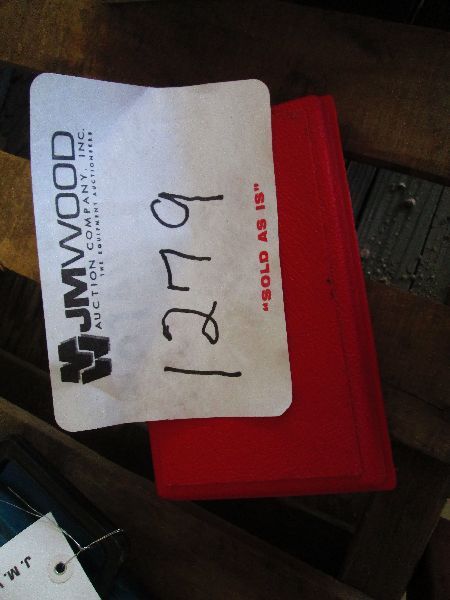 JMWOOD
AUCTION COMPANY, INC.
THE EQUIPMENT AUCTIONEERS
1279
"SOLD AS IS"
J. M.